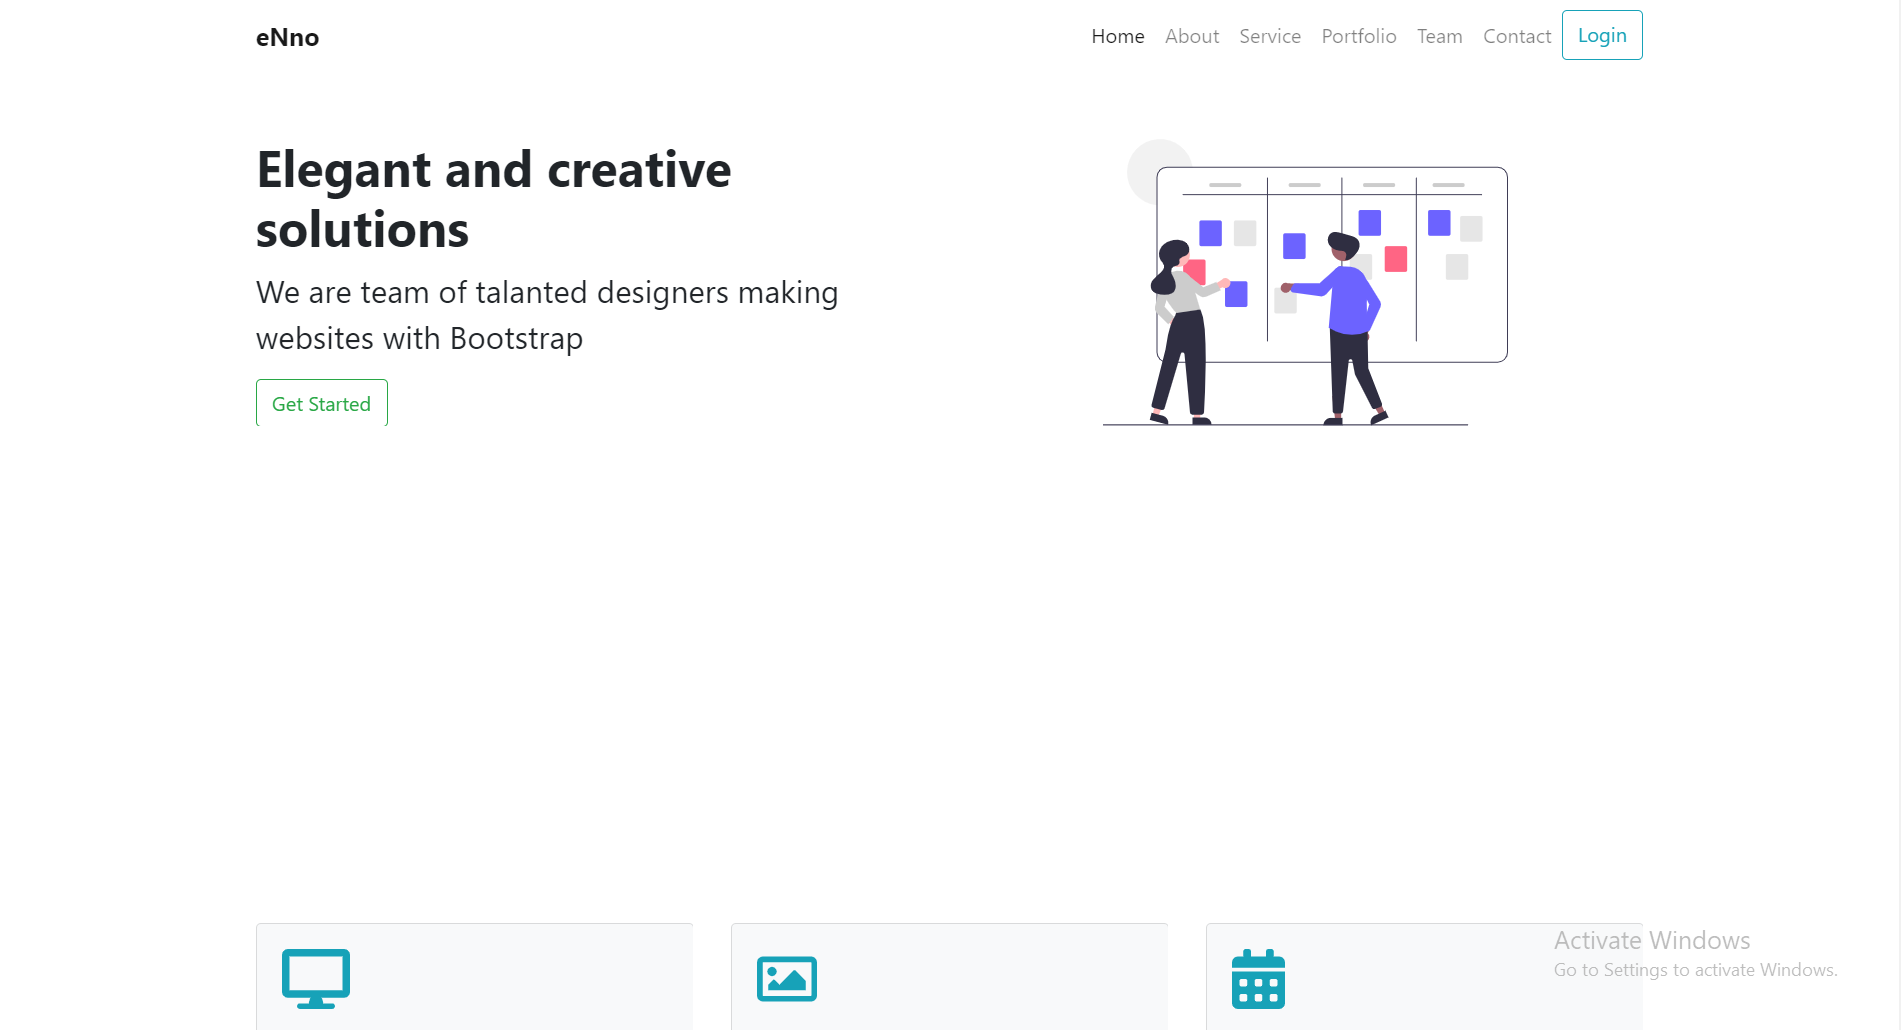 eNno
Home About Service Portfolio Team Contact Login
Elegant and creative
solutions
We are team of talanted designers making
websites with Bootstrap
Get Started
Activate Windows
Go to Settings to activate Windows.